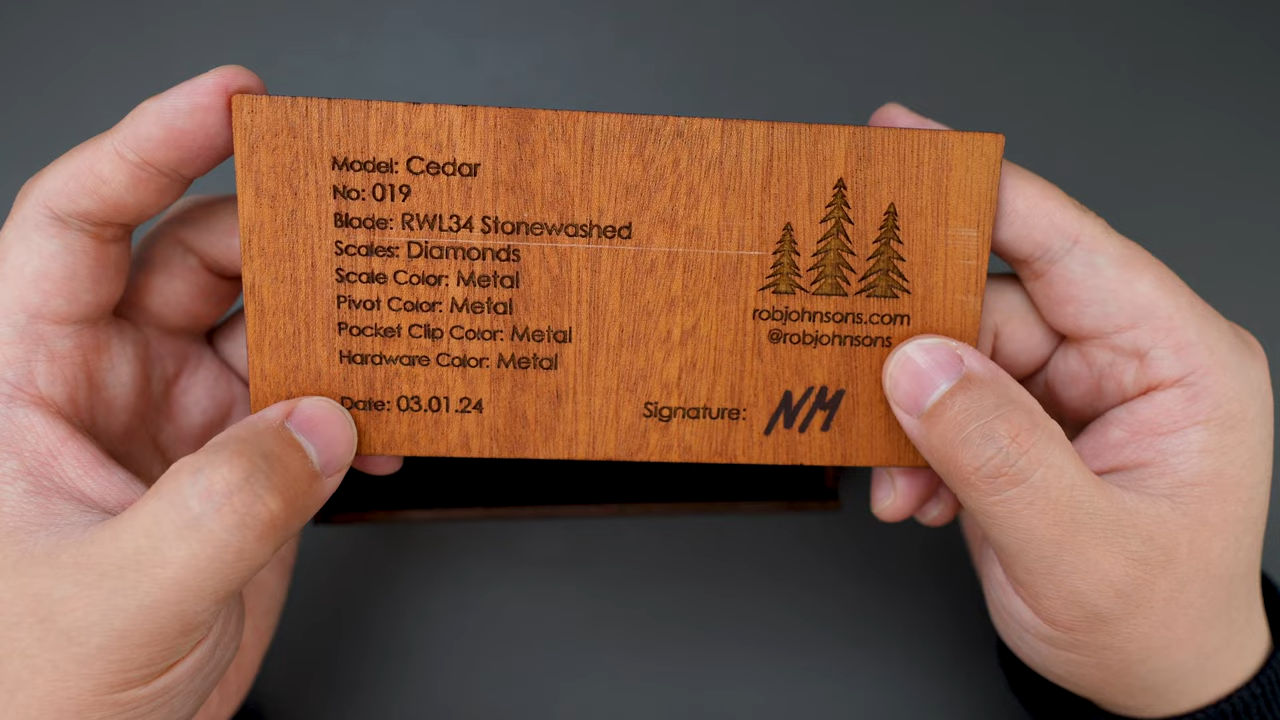 Model: Cedar
No: 019
Blade: RWL34 Stonewashed
Scales: Diamonds
Scale Color: Metal
Pivot Color: Metal
Pocket Clip Color: Metal
Hardware Color: Metal
Date: 03.01.24
robjohnsons.com
@robjohnsons
Signature: NM